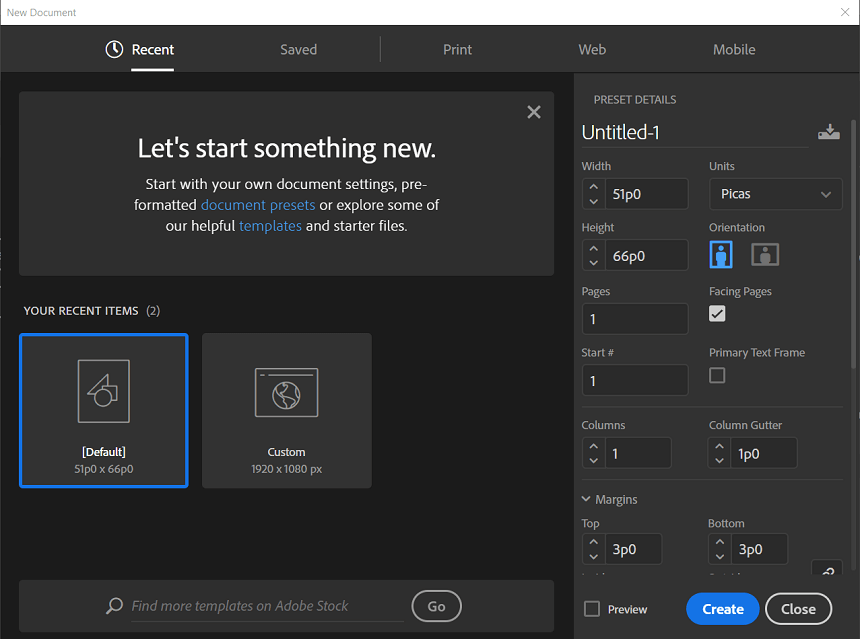 New Document
Recent
Saved
Print
Web
Mobile
Let's start something new.
Start with your own document settings, pre-
formatted document presets or explore some of
our helpful templates and starter files.
YOUR RECENT ITEMS (2)
[Default]
51p0 x 66p0
Custom
1920 x 1080 px
Find more templates on Adobe Stock
Go
PRESET DETAILS
Untitled-1
Width
Units
51p0
Picas
Height
Orientation
66p0
Pages
Facing Pages
1
Start #
Primary Text Frame
1
Columns
Column Gutter
1
1p0
Margins
Top
Bottom
3p0
3p0
Preview
Create
Close